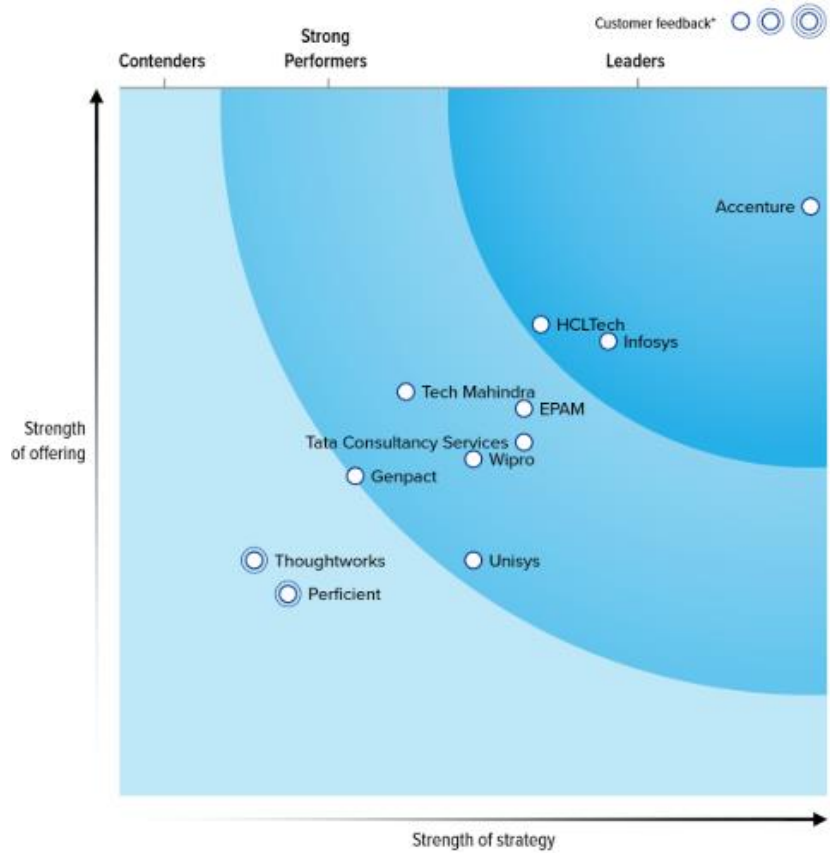 Customer feedback*
Contenders
Strong
Performers
Leaders
Accenture
HCLTech
Infosys
Tech Mahindra
EPAM
Tata Consultancy Services
Wipro
Genpact
Thoughtworks
Unisys
Perficient
Strength
of offering
Strength of strategy